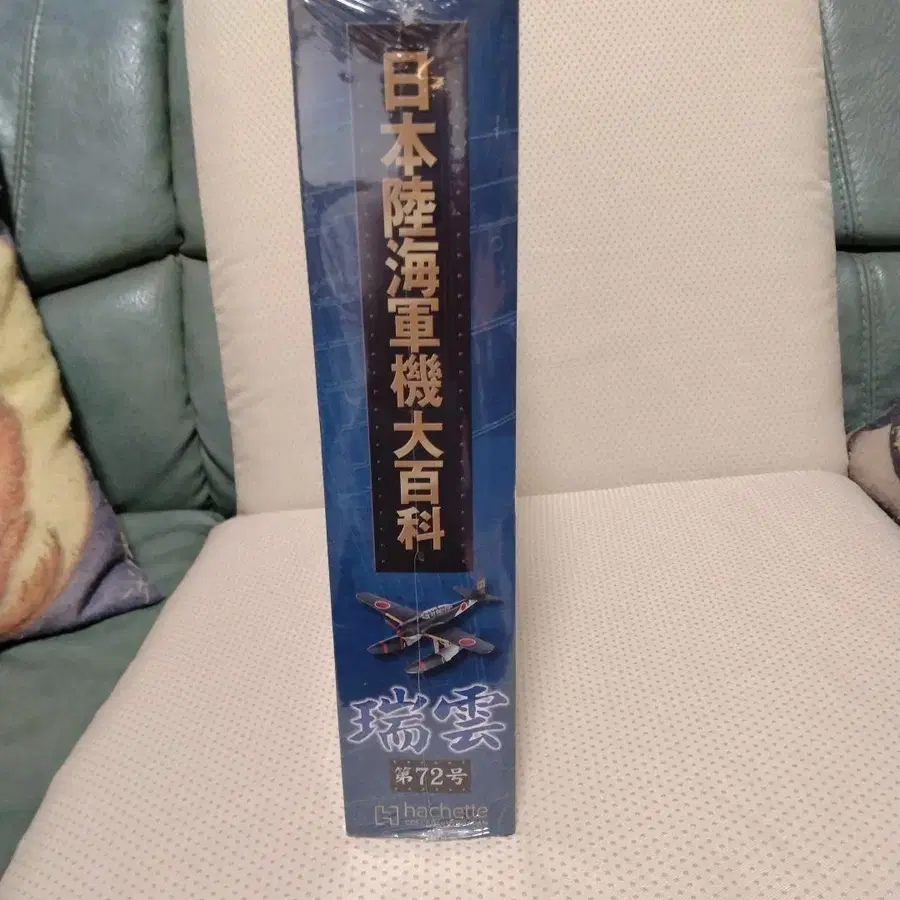 日本陸海軍機大百科
瑞雲
第72号
hachette